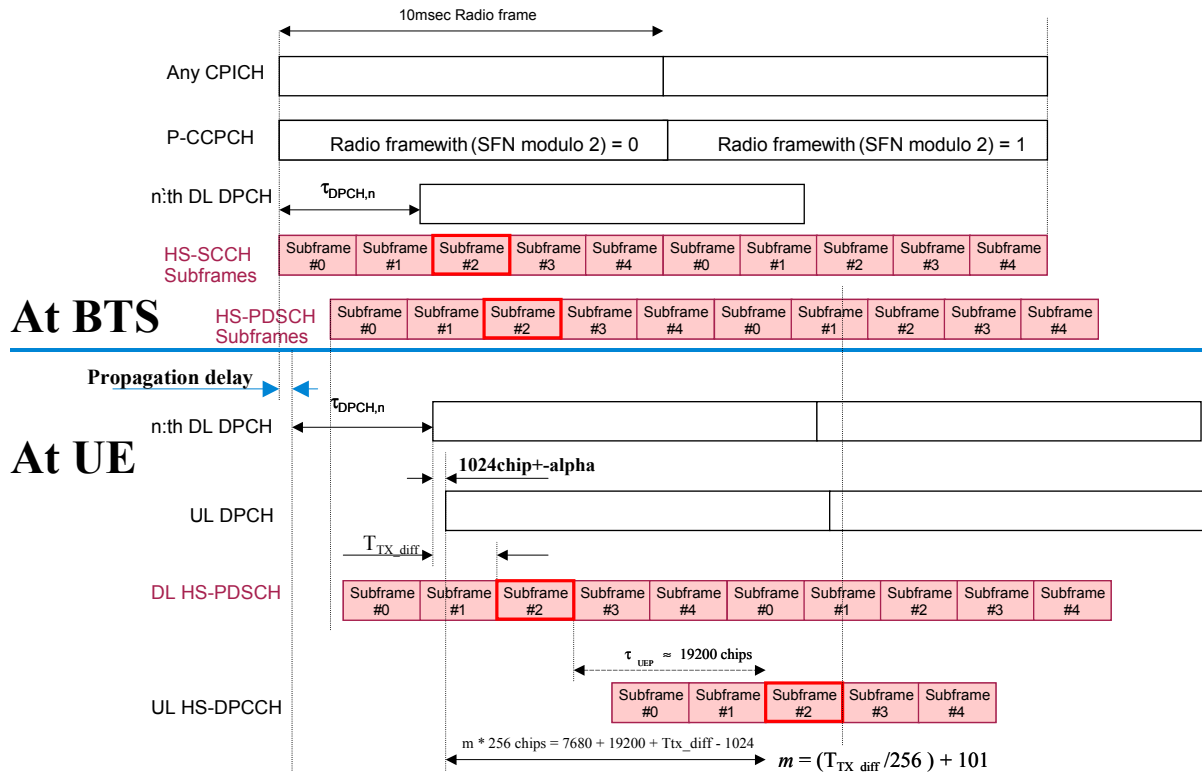 10msec Radio frame
Any CPICH
P-CCPCH
Radio framewith (SFN modulo 2) = 0
Radio framewith (SFN modulo 2) = 1
n:th DL DPCH
τDPCH,n
HS-SCCH
Subframes
Subframe #0
Subframe #1
Subframe #2
Subframe #3
Subframe #4
Subframe #0
Subframe #1
Subframe #2
Subframe #3
Subframe #4
At BTS
HS-PDSCH
Subframes
Subframe #0
Subframe #1
Subframe #2
Subframe #3
Subframe #4
Subframe #0
Subframe #1
Subframe #2
Subframe #3
Subframe #4
Propagation delay
τDPCH,n
n:th DL DPCH
At UE
1024chip+-alpha
UL DPCH
TTX_diff
DL HS-PDSCH
Subframe #0
Subframe #1
Subframe #2
Subframe #3
Subframe #4
Subframe #0
Subframe #1
Subframe #2
Subframe #3
Subframe #4
τUEP ≈ 19200 chips
UL HS-DPCCH
Subframe #0
Subframe #1
Subframe #2
Subframe #3
Subframe #4
m * 256 chips = 7680 + 19200 + Ttx_diff - 1024
m = (TTX_diff /256 ) + 101